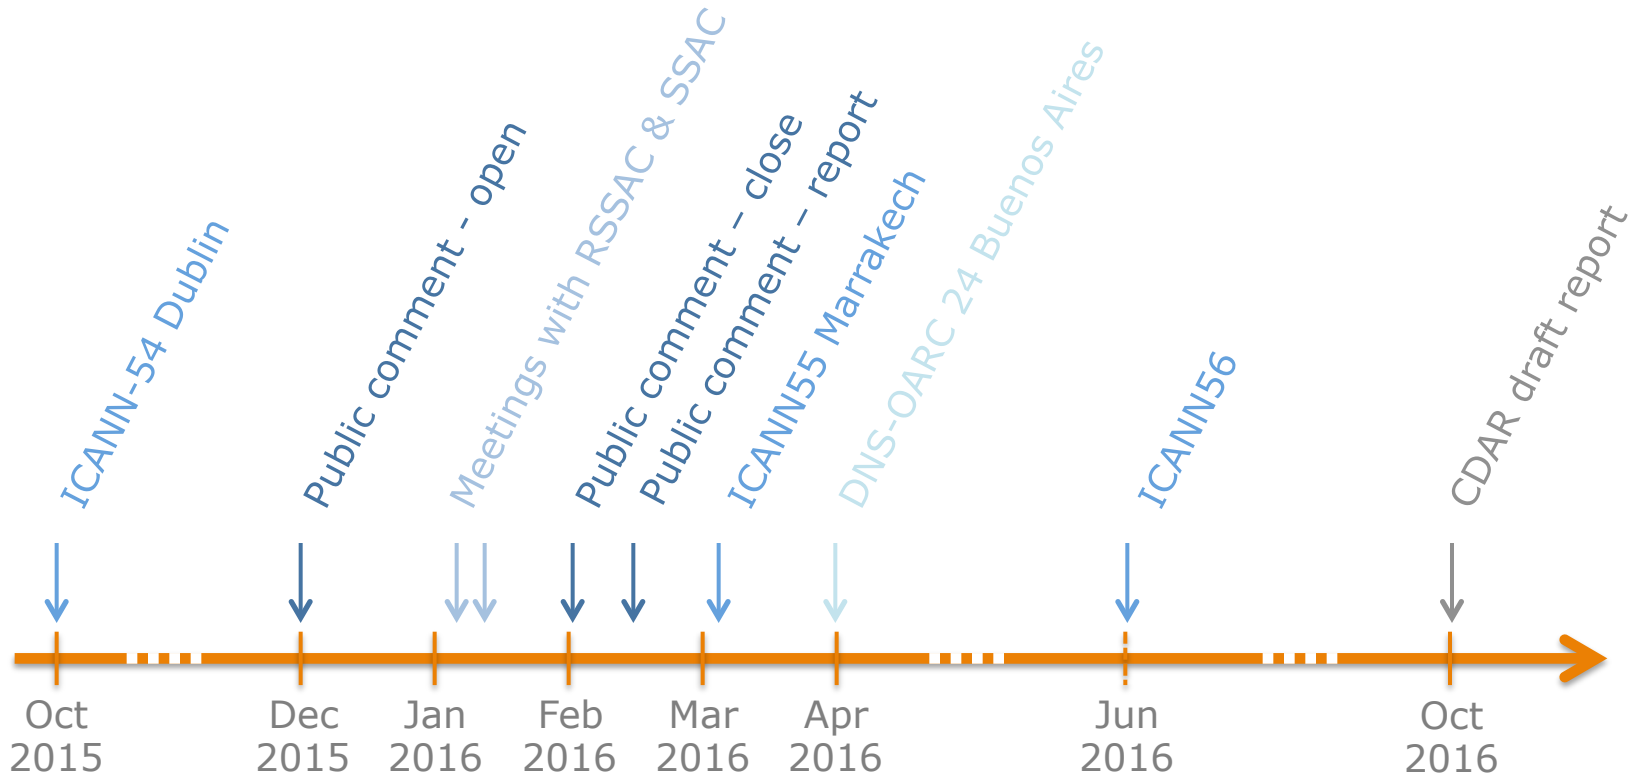 ICANN-54 Dublin
Public comment - open
Meetings with RSSAC & SSAC
Public comment – close
Public comment – report
ICANN55 Marrakech
DNS-OARC 24 Buenos Aires
ICANN56
CDAR draft report
Oct
2015
Dec
2015
Jan
2016
Feb
2016
Mar
2016
Apr
2016
Jun
2016
Oct
2016